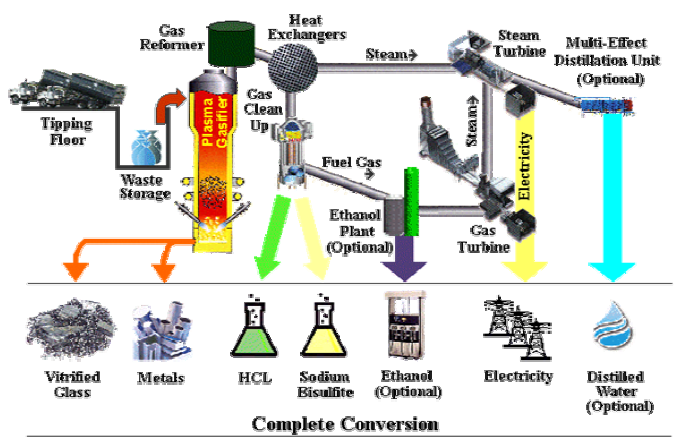 Gas
Reformer
Heat
Exchangers
Steam
Steam
Turbine
Multi-Effect
Distillation Unit
(Optional)
Tipping
Floor
Waste
Storage
Plasma
Gasifier
Gas
Clean
Up
Fuel Gas
Ethanol
Plant
(Optional)
Steam
Gas
Turbine
Electricity
Vitrified
Glass
Metals
HCL
Sodium
Bisulfite
Ethanol
(Optional)
Electricity
Distilled
Water
(Optional)
Complete Conversion